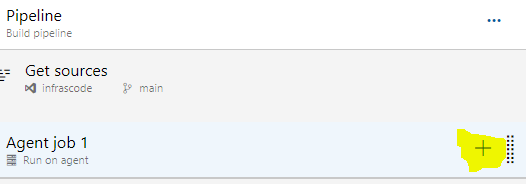 Pipeline
Build pipeline
Get sources
infrascode main
Agent job 1
Run on agent